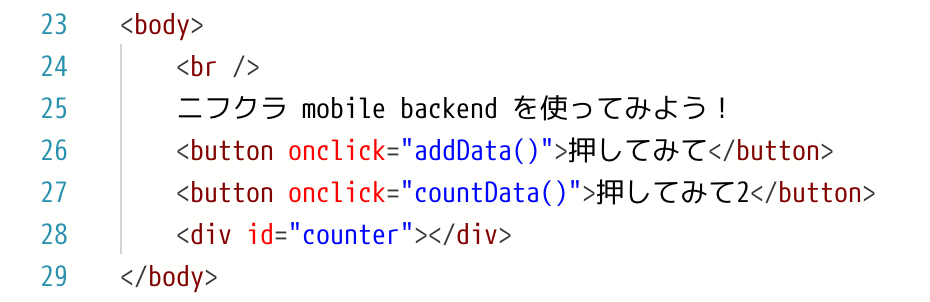 23 <body>
24 <br />
25 ニフクラ mobile backend を使ってみよう！
26 <button onclick="addData()">押してみて</button>
27 <button onclick="countData()">押してみて2</button>
28 <div id="counter"></div>
29 </body>